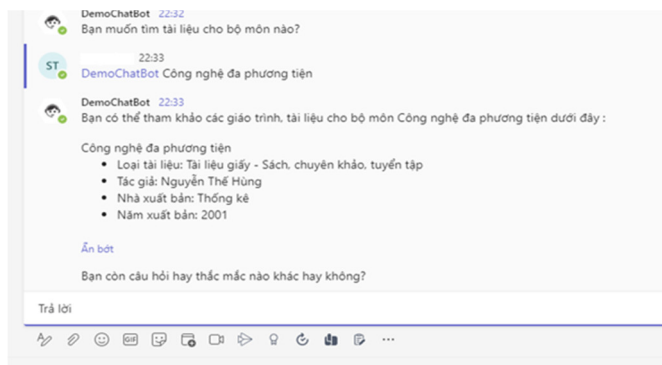 DemoChatBot 22:32
Bạn muốn tìm tài liệu cho bộ môn nào?
ST
22:33
DemoChatBot Công nghệ đa phương tiện
DemoChatBot 22:33
Bạn có thể tham khảo các giáo trình, tài liệu cho bộ môn Công nghệ đa phương tiện dưới đây :
Công nghệ đa phương tiện
• Loại tài liệu: Tài liệu giấy - Sách, chuyên khảo, tuyển tập
• Tác giả: Nguyễn Thế Hùng
• Nhà xuất bản: Thống kê
• Năm xuất bản: 2001
Ẩn bớt
Bạn còn câu hỏi hay thắc mắc nào khác hay không?
Trả lời
GIF